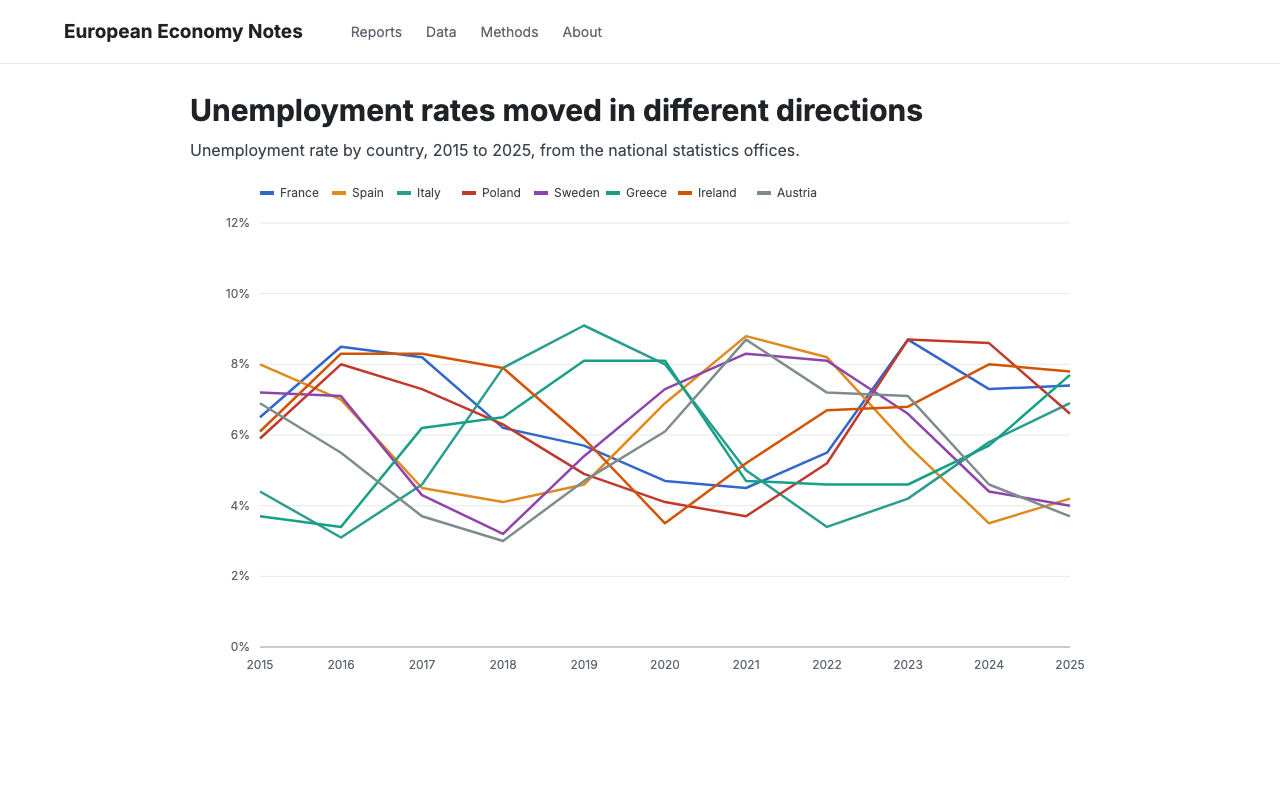 European Economy Notes Reports Data Methods About
Unemployment rates moved in different directions
Unemployment rate by country, 2015 to 2025, from the national statistics offices.
France Spain Italy Poland Sweden Greece Ireland Austria
12%
10%
8%
6%
4%
2%
0%
2015 2016 2017 2018 2019 2020 2021 2022 2023 2024 2025